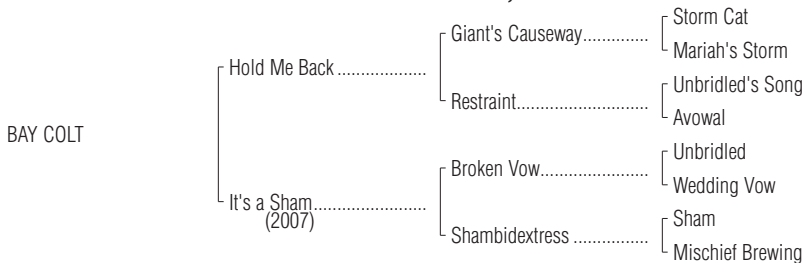 Storm Cat
Giant's Causeway...............
Mariah's Storm
Hold Me Back ....................
Unbridled's Song
Restraint..............................
Avowal
BAY COLT
Unbridled
Broken Vow.........................
Wedding Vow
It's a Sham.........................
(2007)
Sham
Shambidextress .................
Mischief Brewing